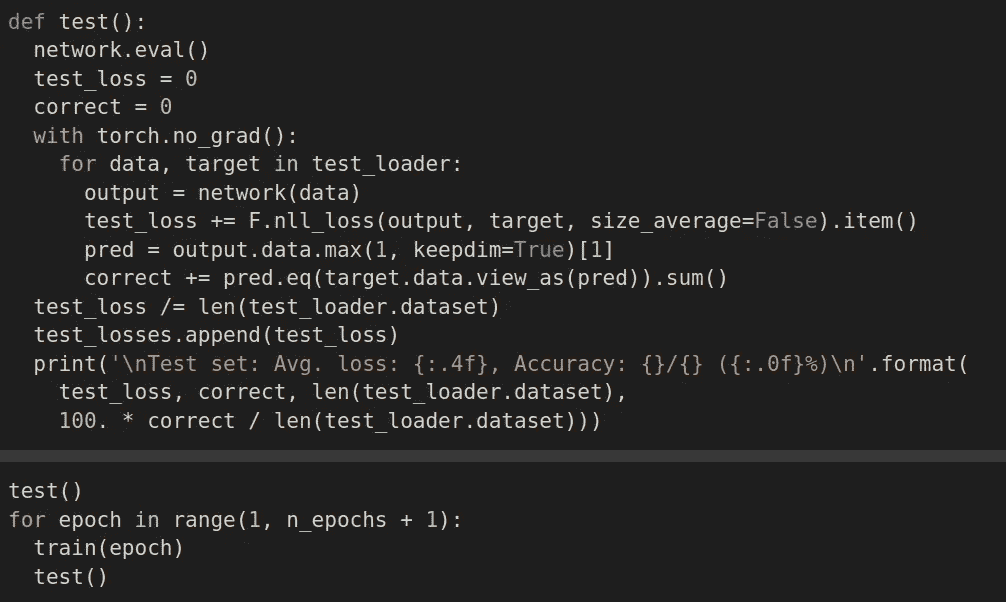 def test():
  network.eval()
  test_loss = 0
  correct = 0
  with torch.no_grad():
    for data, target in test_loader:
      output = network(data)
      test_loss += F.nll_loss(output, target, size_average=False).item()
      pred = output.data.max(1, keepdim=True)[1]
      correct += pred.eq(target.data.view_as(pred)).sum()
  test_loss /= len(test_loader.dataset)
  test_losses.append(test_loss)
  print('\nTest set: Avg. loss: {:.4f}, Accuracy: {}/{} ({:.0f}%)\n'.format(
    test_loss, correct, len(test_loader.dataset),
    100. * correct / len(test_loader.dataset)))
test()
for epoch in range(1, n_epochs + 1):
  train(epoch)
  test()